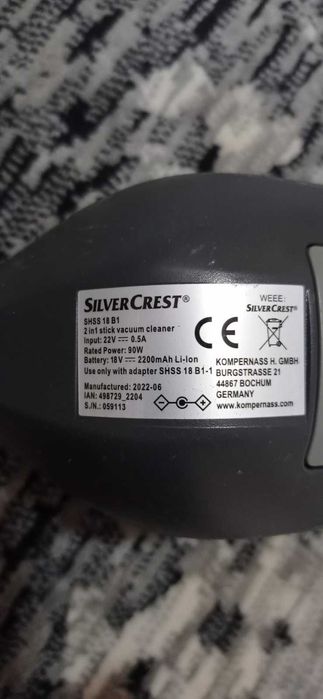 SILVERCREST®
SHSS 18 B1
2 in1 stick vacuum cleaner
Input: 22V ⎓ 0.5A
Rated Power: 90W
Battery: 18V ⎓ 2200mAh Li-Ion
Use only with adapter SHSS 18 B1-1
Manufactured: 2022-06
IAN: 498729_2204
S./N.: 059113
CE
WEEE:
SILVERCREST®
KOMPERNASS H. GMBH
BURGSTRASSE 21
44867 BOCHUM
GERMANY
www.kompernass.com